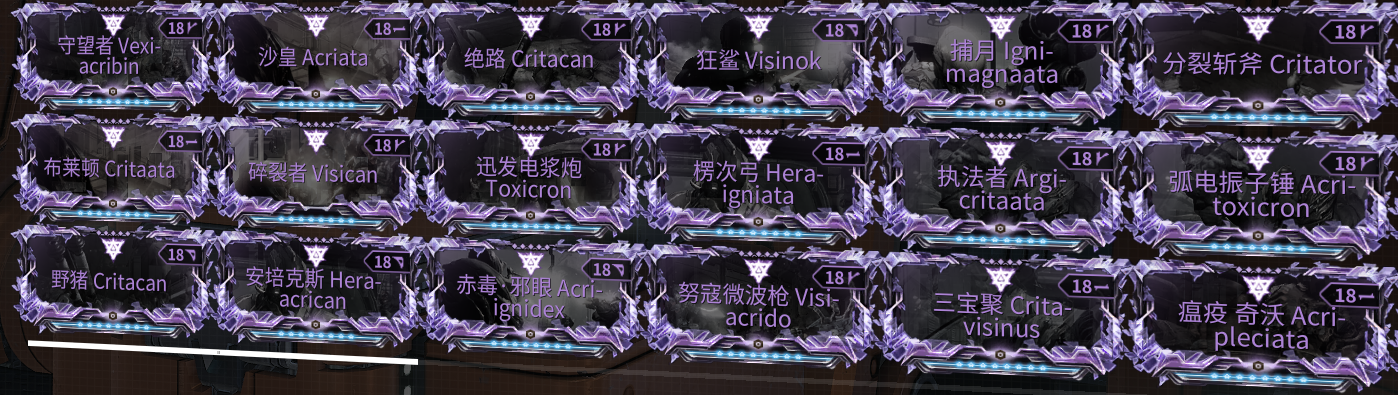 守望者 Vexi-
acribin
18
沙皇 Acriata
18
绝路 Critacan
18
狂鲨 Visinok
18
捕月 Igni-
magnaata
18
分裂斩斧 Critator
18
布莱顿 Critaata
18
碎裂者 Visican
18
迅发电浆炮
Toxicron
18
楞次弓 Hera-
igniata
18
执法者 Argi-
critaata
18
弧电振子锤 Acri-
toxicron
18
野猪 Critacan
18
安培克斯 Hera-
acrican
18
赤毒·邪眼 Acri-
ignidex
18
努寇微波枪 Visi-
acrido
18
三宝聚 Crita-
visinus
18
瘟疫 奇沃 Acri-
pleciata
18